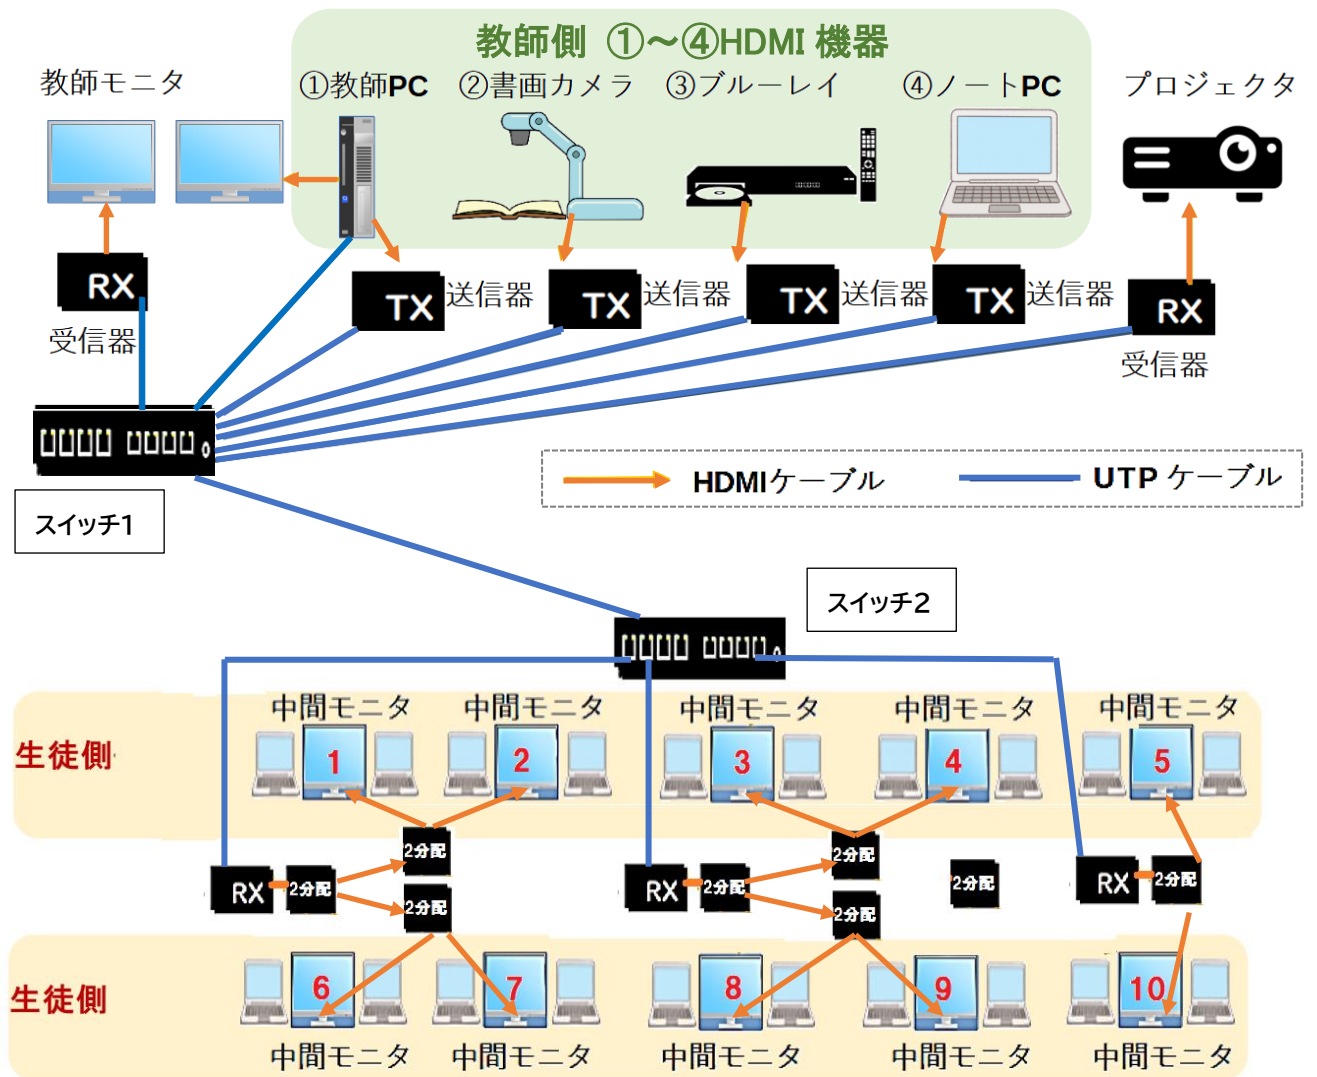 教師側 ①～④HDMI 機器
教師モニタ
①教師PC
②書画カメラ
③ブルーレイ
④ノートPC
プロジェクタ
RX
受信器
TX
送信器
TX
送信器
TX
送信器
TX
送信器
RX
受信器
スイッチ1
HDMIケーブル
UTP ケーブル
スイッチ2
生徒側
中間モニタ
中間モニタ
中間モニタ
中間モニタ
中間モニタ
1
2
3
4
5
2分配
2分配
RX
2分配
RX
2分配
2分配
RX
2分配
2分配
2分配
生徒側
6
7
8
9
10
中間モニタ
中間モニタ
中間モニタ
中間モニタ
中間モニタ